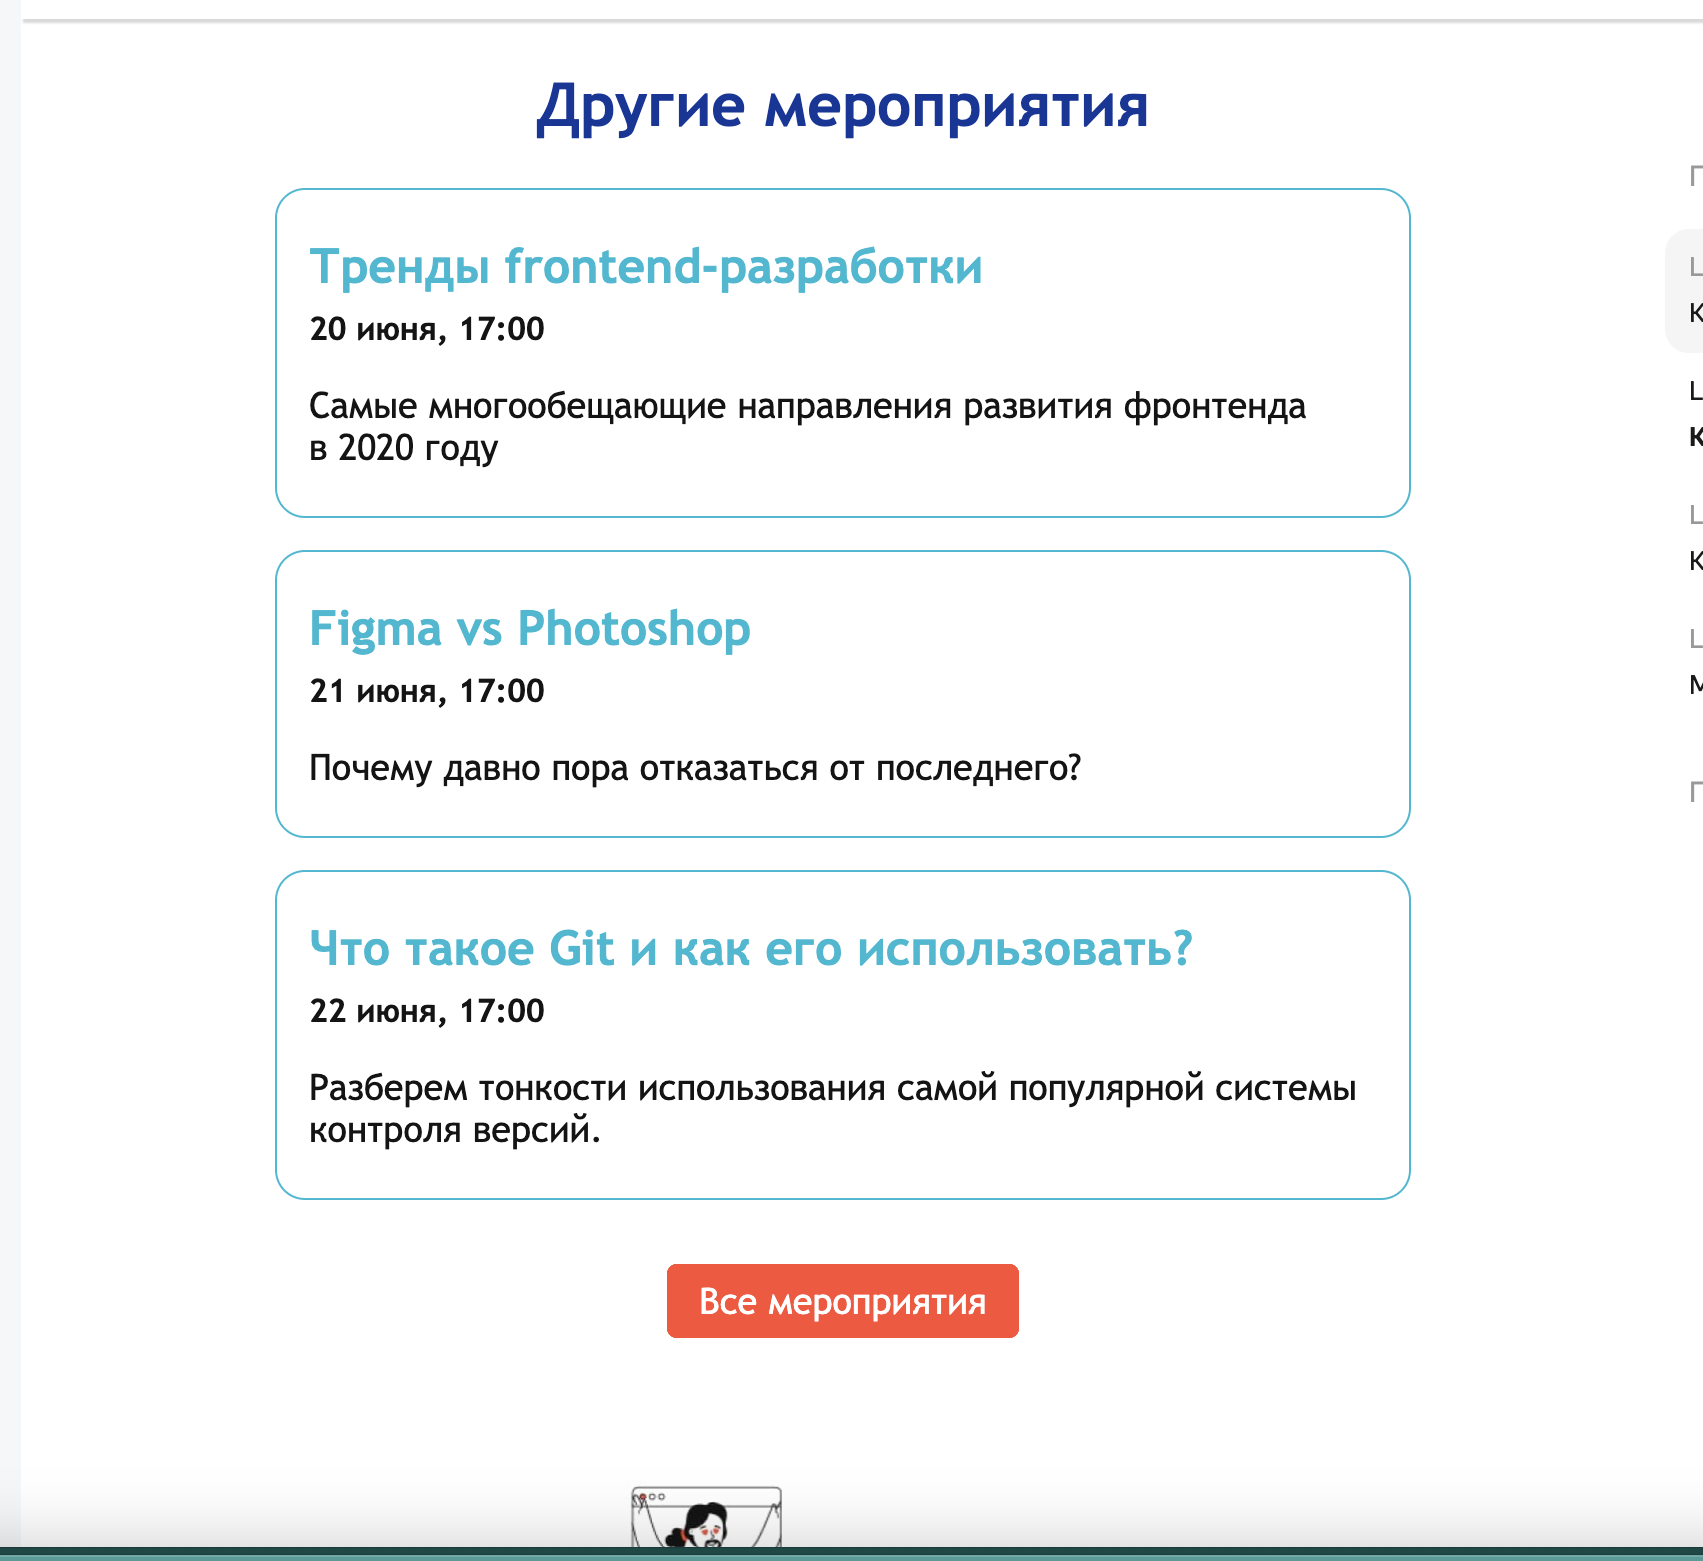 Другие мероприятия
Тренды frontend-разработки
20 июня, 17:00
Самые многообещающие направления развития фронтенда
в 2020 году
Figma vs Photoshop
21 июня, 17:00
Почему давно пора отказаться от последнего?
Что такое Git и как его использовать?
22 июня, 17:00
Разберем тонкости использования самой популярной системы
контроля версий.
Все мероприятия